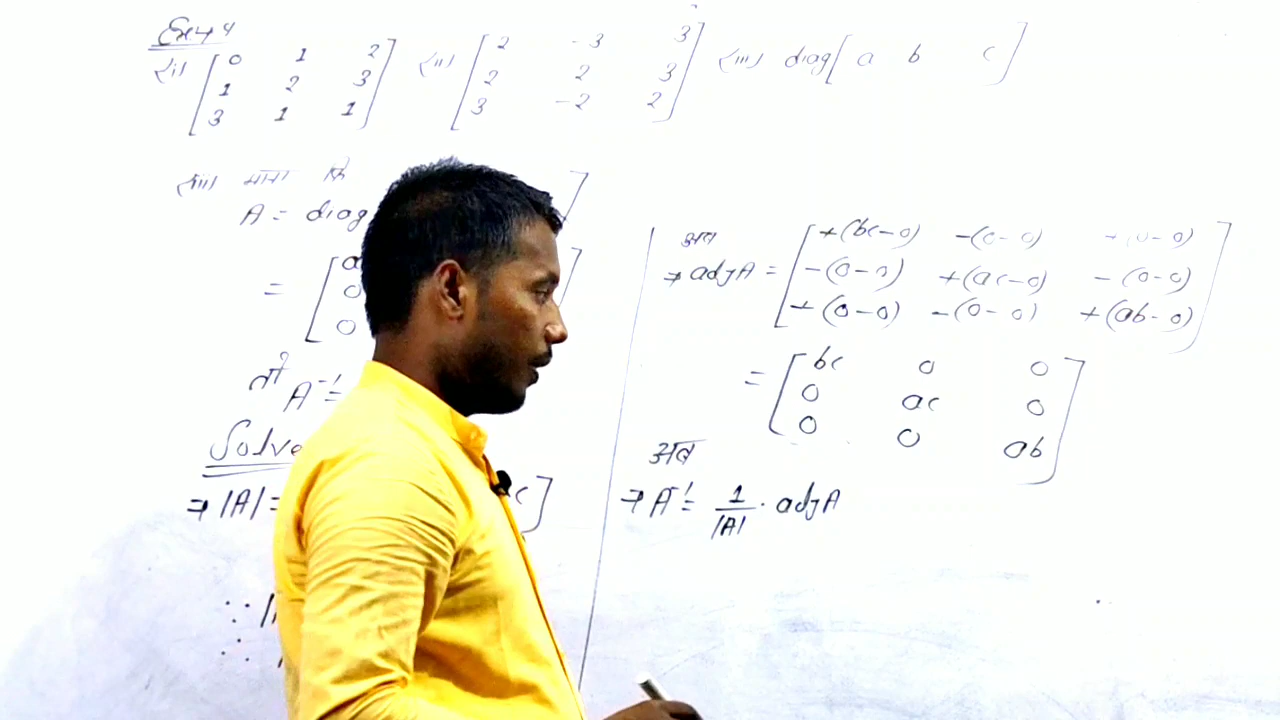 (i) [0 1 2 (ii) [2 -3 3] (iii) diag[a b c]
1 2 3 2 2 3
3 1 1] 3 -2 2
(iii) माना कि
A = diag ]
= [a ]
0
0
तो A⁻¹ =
Solve
⇒ |A| = c]
∵ |
∴
अब
⇒ adjA = [+(bc-0) -(0-0) +(0-0)
-(0-0) +(ac-0) -(0-0)
+(0-0) -(0-0) +(ab-0)]
= [bc 0 0
0 ac 0
0 0 ab]
अब
⇒ A⁻¹ = 1/|A| · adjA